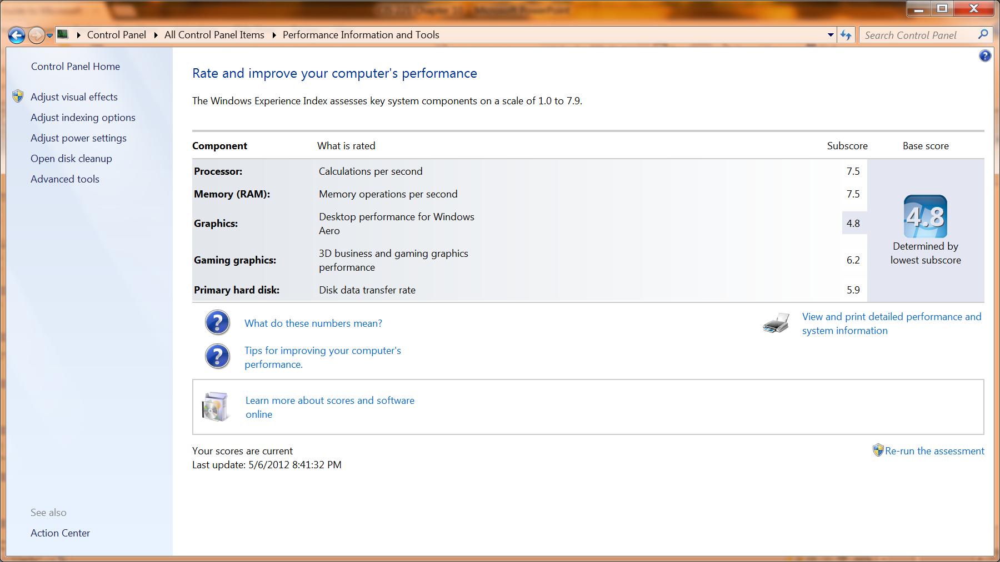 Control Panel All Control Panel Items Performance Information and Tools
Search Control Panel
Control Panel Home
Adjust visual effects
Adjust indexing options
Adjust power settings
Open disk cleanup
Advanced tools
See also
Action Center
Rate and improve your computer's performance
The Windows Experience Index assesses key system components on a scale of 1.0 to 7.9.
Component What is rated Subscore Base score
Processor: Calculations per second 7.5
Memory (RAM): Memory operations per second 7.5
Graphics: Desktop performance for Windows
Aero 4.8
Gaming graphics: 3D business and gaming graphics
performance 6.2
Primary hard disk: Disk data transfer rate 5.9
4.8
Determined by
lowest subscore
What do these numbers mean?
Tips for improving your computer's
performance.
View and print detailed performance and
system information
Learn more about scores and software
online
Your scores are current
Last update: 5/6/2012 8:41:32 PM
Re-run the assessment